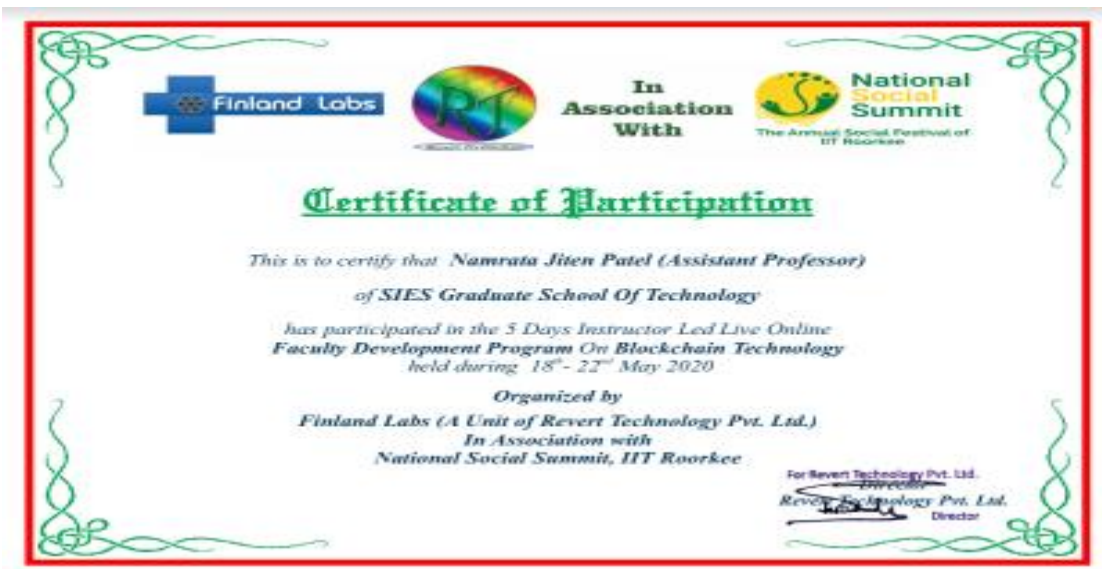 Finland Labs
RT
In
Association
With
National
Social
Summit
The Annual Social Festival of
IIT Roorkee
Certificate of Participation
This is to certify that Namrata Jiten Patel (Assistant Professor)
of SIES Graduate School Of Technology
has participated in the 5 Days Instructor Led Live Online
Faculty Development Program On Blockchain Technology
held during 18th- 22nd May 2020
Organized by
Finland Labs (A Unit of Revert Technology Pvt. Ltd.)
In Association with
National Social Summit, IIT Roorkee
For Revert Technology Pvt. Ltd.
Director
Revert Technology Pvt. Ltd.
Director